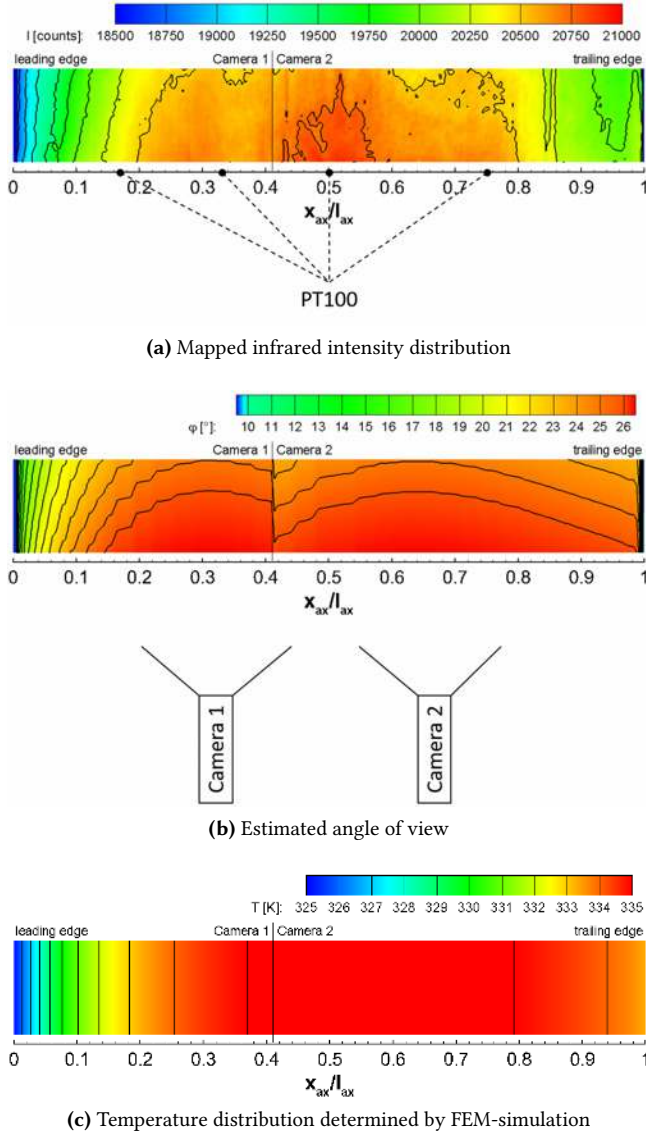 I [counts]: 18500 18750 19000 19250 19500 19750 20000 20250 20500 20750 21000
leading edge Camera 1 Camera 2 trailing edge
0 0.1 0.2 0.3 0.4 0.5 0.6 0.7 0.8 0.9 1
x_ax/l_ax
PT100
(a) Mapped infrared intensity distribution
φ [°]: 10 11 12 13 14 15 16 17 18 19 20 21 22 23 24 25 26
leading edge Camera 1 Camera 2 trailing edge
0 0.1 0.2 0.3 0.4 0.5 0.6 0.7 0.8 0.9 1
x_ax/l_ax
Camera 1 Camera 2
(b) Estimated angle of view
T [K]: 325 326 327 328 329 330 331 332 333 334 335
leading edge Camera 1 Camera 2 trailing edge
0 0.1 0.2 0.3 0.4 0.5 0.6 0.7 0.8 0.9 1
x_ax/l_ax
(c) Temperature distribution determined by FEM-simulation